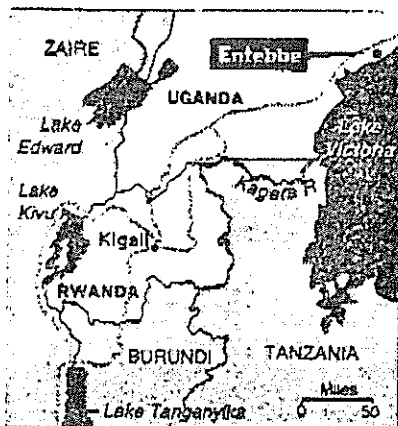 ZAIRE
Entebbe
UGANDA
Lake
Edward
Lake
Victoria
Kagera R.
Lake
Kivu
Kigali
RWANDA
BURUNDI
TANZANIA
Miles
0 50
Lake Tanganyika